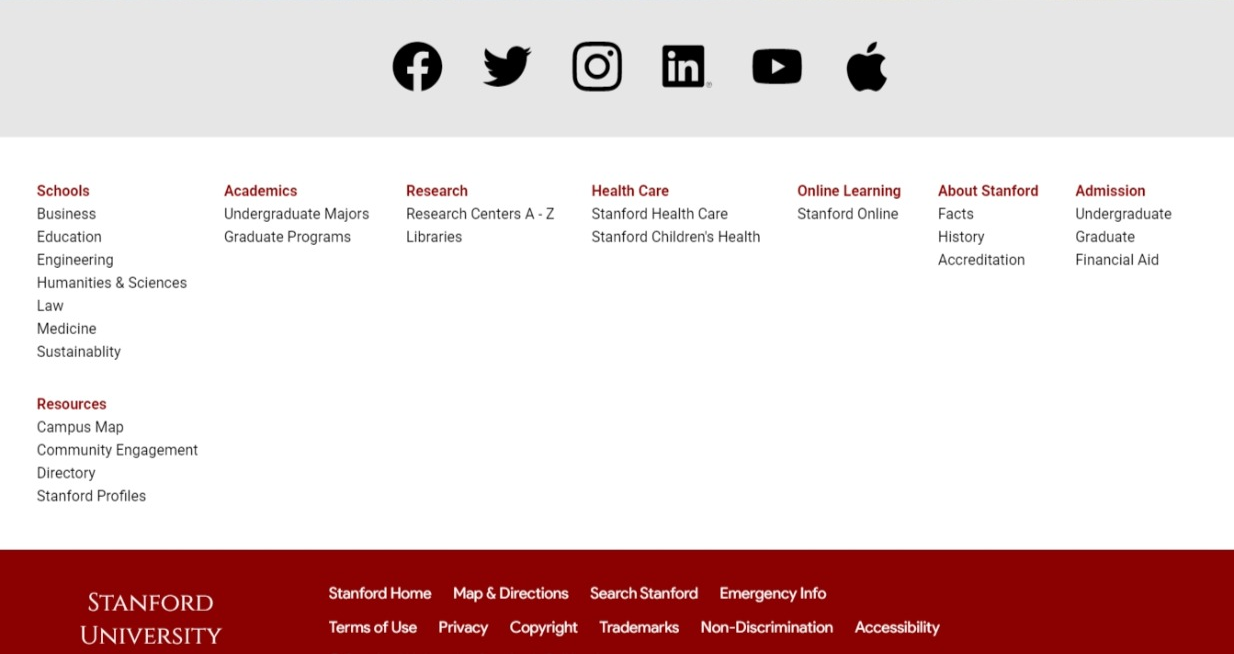 Schools
Business
Education
Engineering
Humanities & Sciences
Law
Medicine
Sustainablity
Academics
Undergraduate Majors
Graduate Programs
Research
Research Centers A - Z
Libraries
Health Care
Stanford Health Care
Stanford Children's Health
Online Learning
Stanford Online
About Stanford
Facts
History
Accreditation
Admission
Undergraduate
Graduate
Financial Aid
Resources
Campus Map
Community Engagement
Directory
Stanford Profiles
STANFORD
UNIVERSITY
Stanford Home Map & Directions Search Stanford Emergency Info
Terms of Use Privacy Copyright Trademarks Non-Discrimination Accessibility